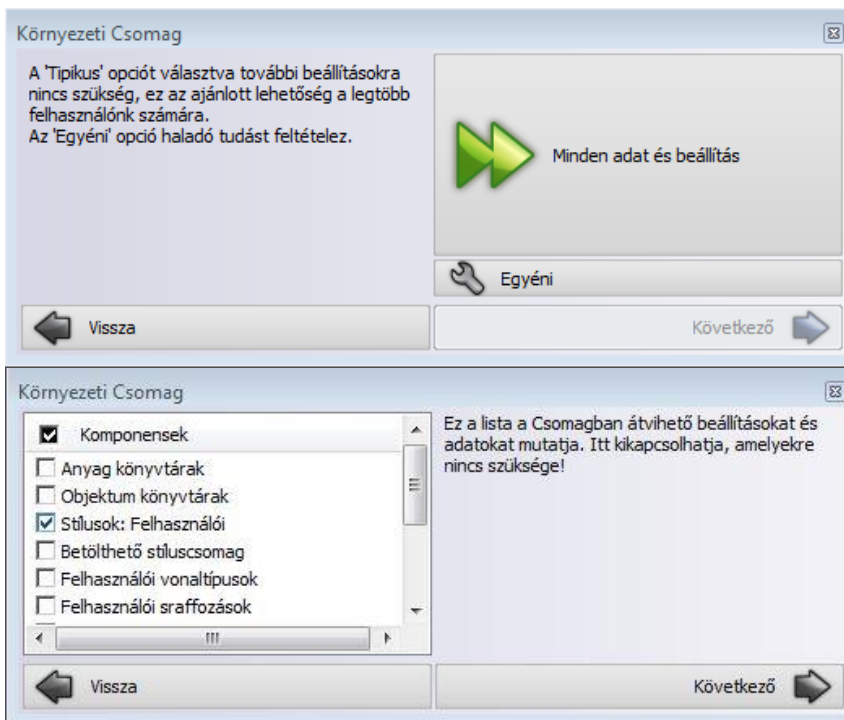 Környezeti Csomag
A 'Tipikus' opciót választva további beállításokra
nincs szükség, ez az ajánlott lehetőség a legtöbb
felhasználónk számára.
Az 'Egyéni' opció haladó tudást feltételez.
Minden adat és beállítás
Egyéni
Vissza
Következő
Környezeti Csomag
Komponensek
Anyag könyvtárak
Objektum könyvtárak
Stílusok: Felhasználói
Betölthető stíluscsomag
Felhasználói vonaltípusok
Felhasználói sraffozások
Ez a lista a Csomagban átvihető beállításokat és
adatokat mutatja. Itt kikapcsolhatja, amelyekre
nincs szüksége!
Vissza
Következő